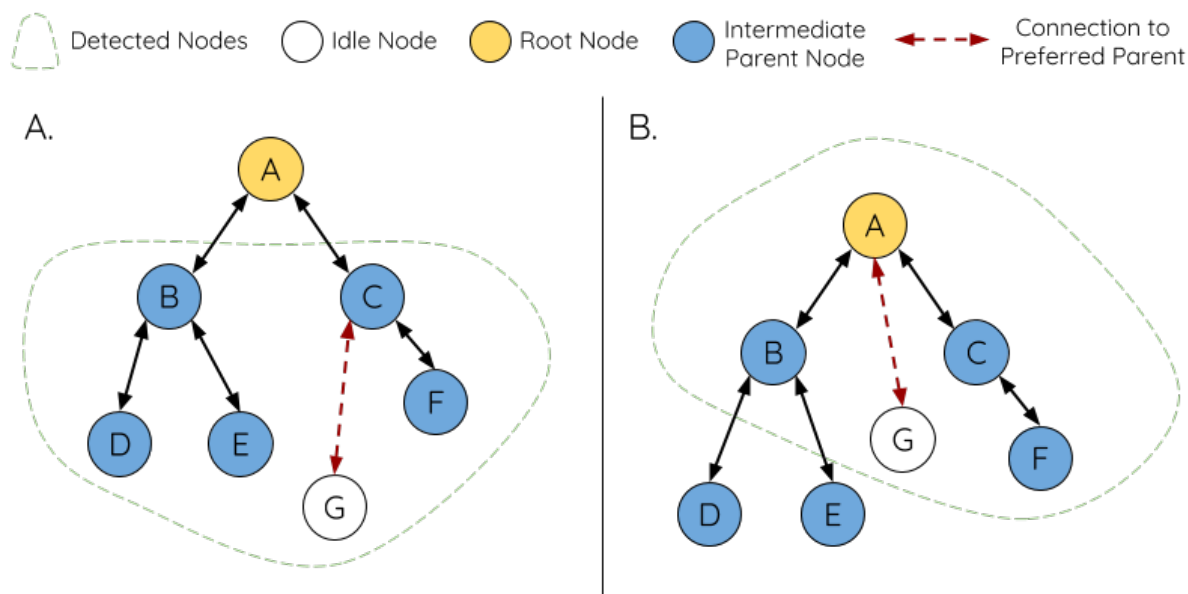 Detected Nodes
Idle Node
Root Node
Intermediate
Parent Node
Connection to
Preferred Parent
A.
A
B
C
D
E
F
G
B.
A
B
C
G
F
D
E